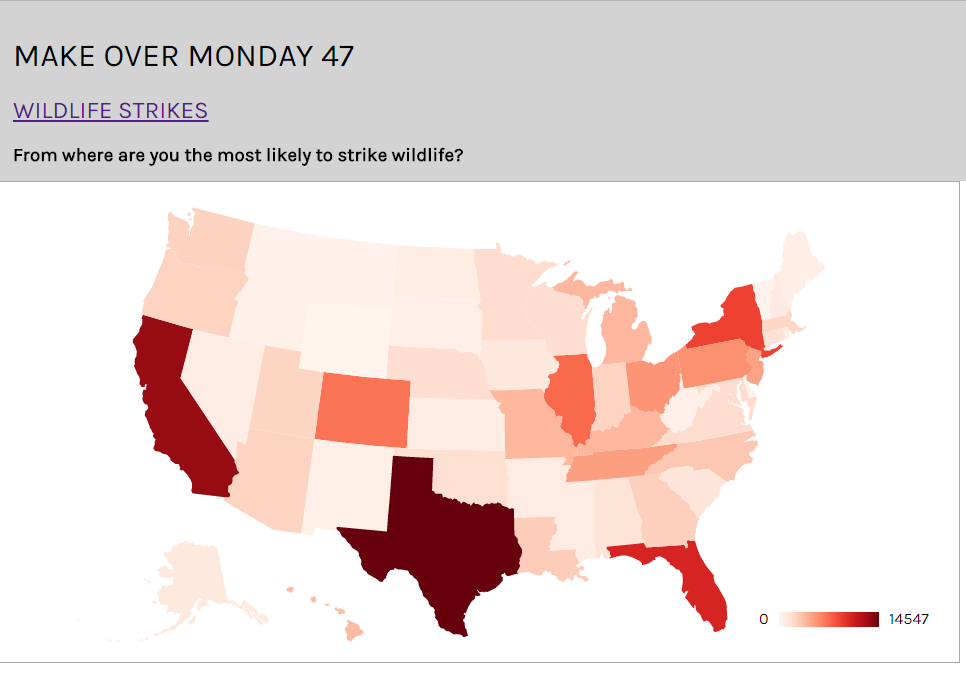 MAKE OVER MONDAY 47
WILDLIFE STRIKES
From where are you the most likely to strike wildlife?
0 14547